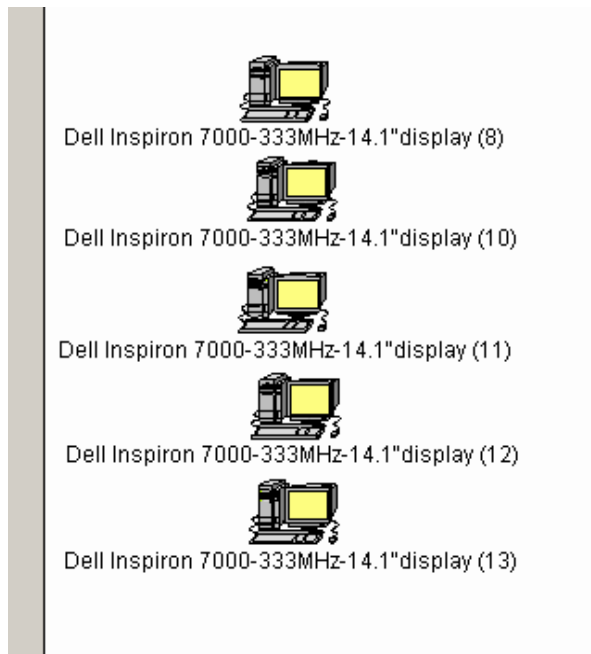 Dell Inspiron 7000-333MHz-14.1"display (8)
Dell Inspiron 7000-333MHz-14.1"display (10)
Dell Inspiron 7000-333MHz-14.1"display (11)
Dell Inspiron 7000-333MHz-14.1"display (12)
Dell Inspiron 7000-333MHz-14.1"display (13)